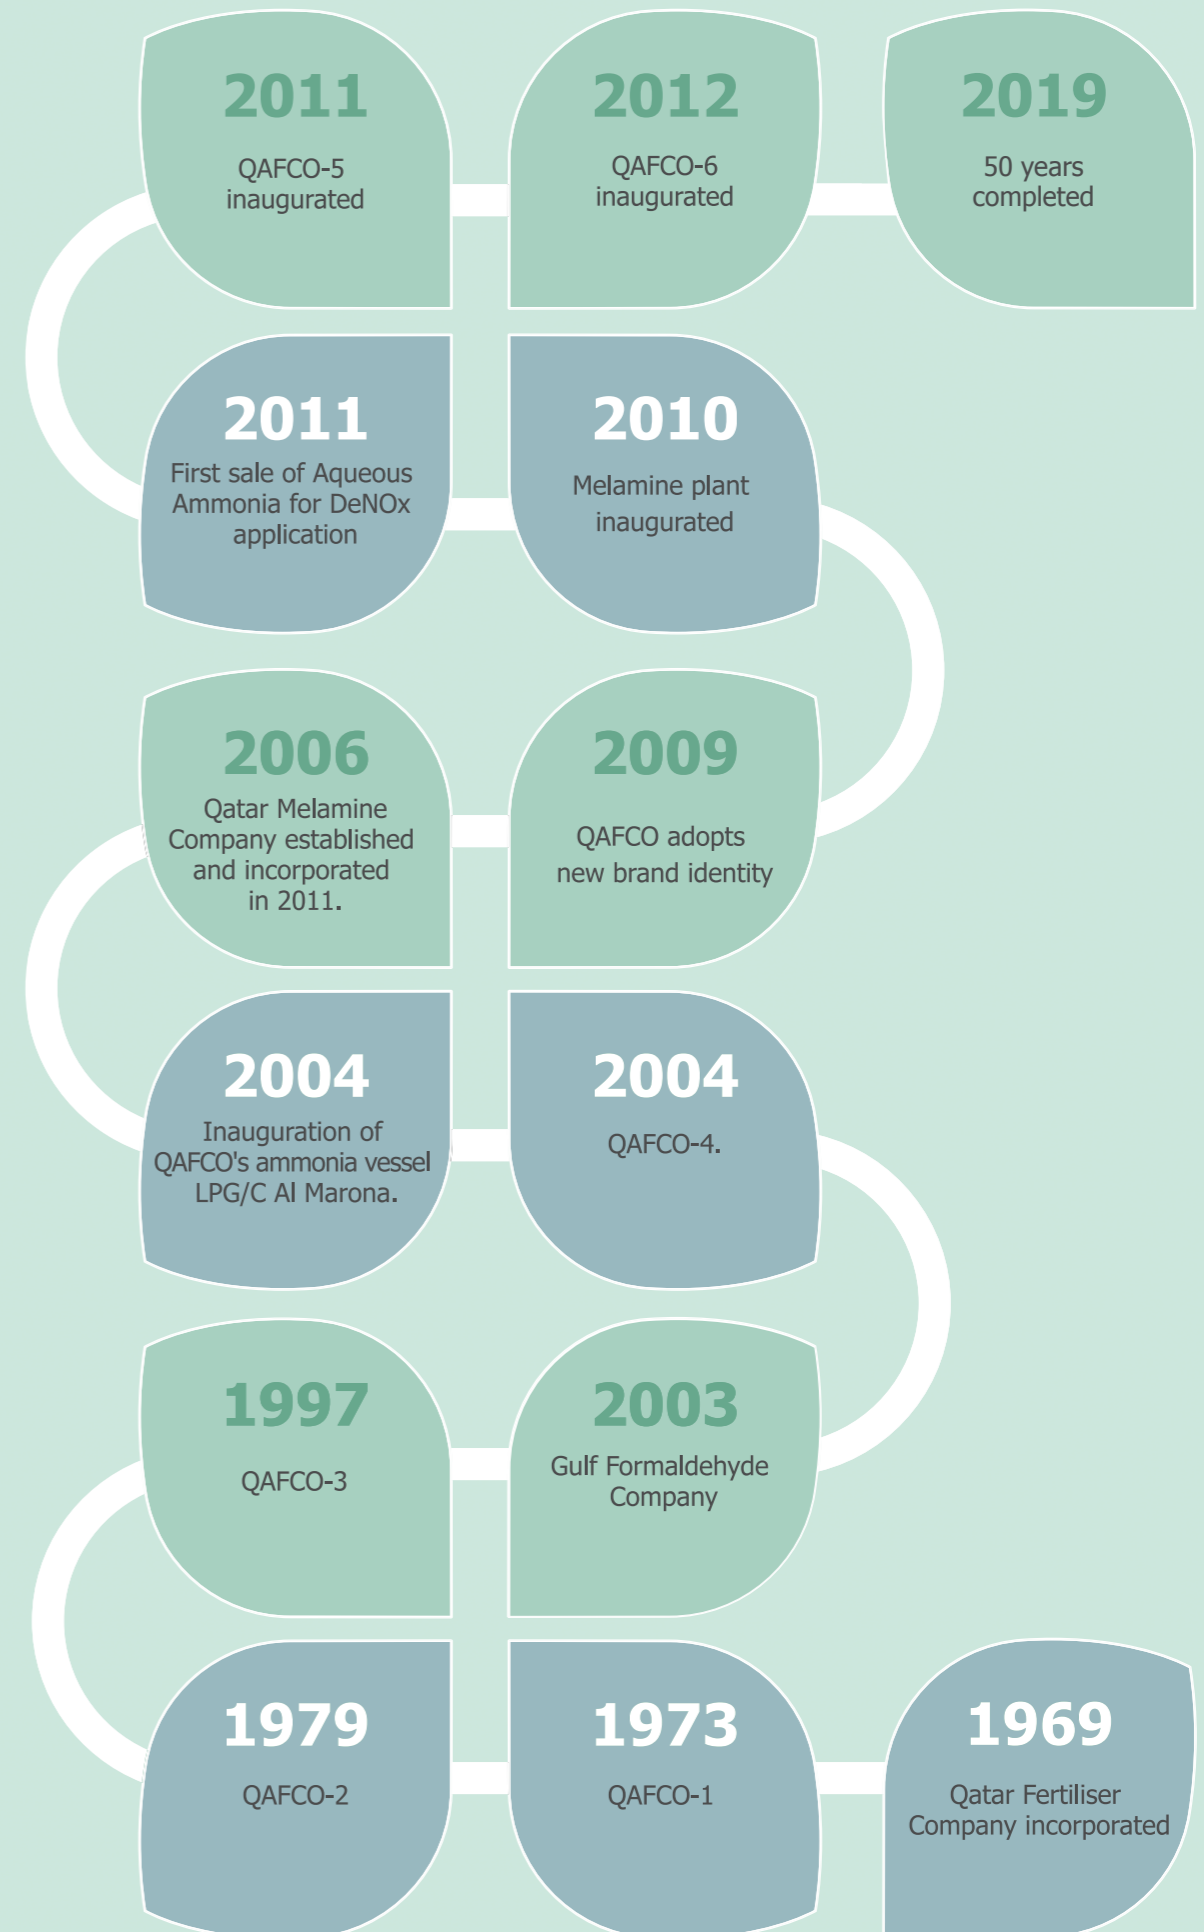 2011
QAFCO-5
inaugurated
2012
QAFCO-6
inaugurated
2019
50 years
completed
2011
First sale of Aqueous
Ammonia for DeNOx
application
2010
Melamine plant
inaugurated
2006
Qatar Melamine
Company established
and incorporated
in 2011.
2009
QAFCO adopts
new brand identity
2004
Inauguration of
QAFCO's ammonia vessel
LPG/C Al Marona.
2004
QAFCO-4.
1997
QAFCO-3
2003
Gulf Formaldehyde
Company
1979
QAFCO-2
1973
QAFCO-1
1969
Qatar Fertiliser
Company incorporated